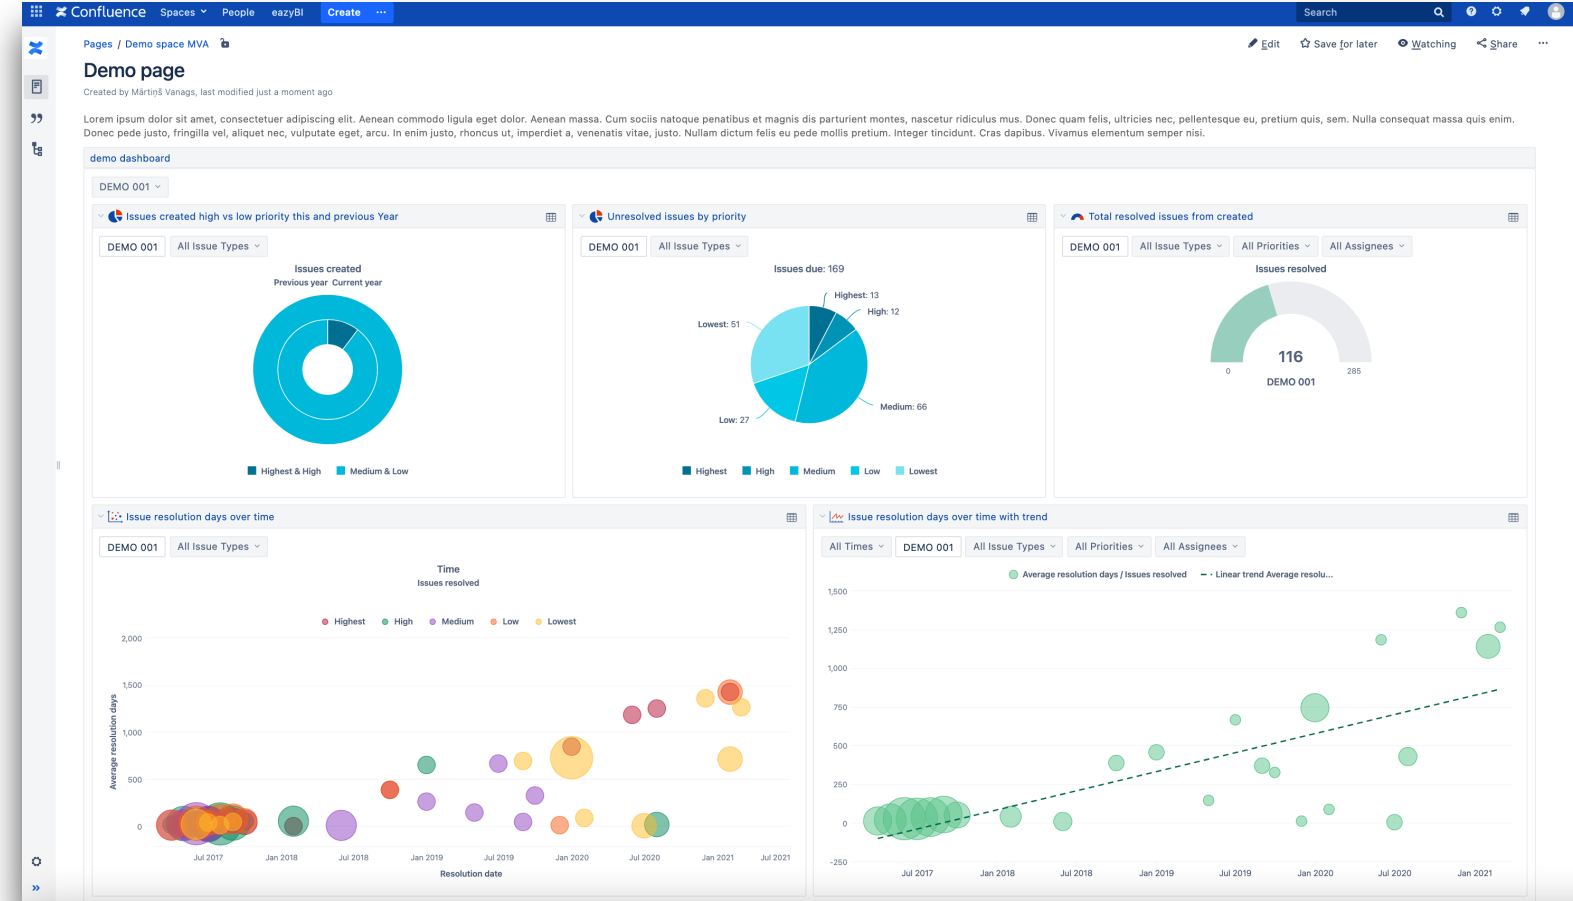 Confluence Spaces People eazyBI Create ··· Search
Pages / Demo space MVA
Edit Save for later Watching Share ···
Demo page
Created by Mārtiņš Vanags, last modified just a moment ago
Lorem ipsum dolor sit amet, consectetuer adipiscing elit. Aenean commodo ligula eget dolor. Aenean massa. Cum sociis natoque penatibus et magnis dis parturient montes, nascetur ridiculus mus. Donec quam felis, ultricies nec, pellentesque eu, pretium quis, sem. Nulla consequat massa quis enim.
Donec pede justo, fringilla vel, aliquet nec, vulputate eget, arcu. In enim justo, rhoncus ut, imperdiet a, venenatis vitae, justo. Nullam dictum felis eu pede mollis pretium. Integer tincidunt. Cras dapibus. Vivamus elementum semper nisi.
demo dashboard
DEMO 001
Issues created high vs low priority this and previous Year
DEMO 001 All Issue Types
Issues created
Previous year Current year
Highest & High Medium & Low
Unresolved issues by priority
DEMO 001 All Issue Types
Issues due: 169
Highest: 13
High: 12
Lowest: 51
Medium: 66
Low: 27
Highest High Medium Low Lowest
Total resolved issues from created
DEMO 001 All Issue Types All Priorities All Assignees
Issues resolved
116
0 285
DEMO 001
Issue resolution days over time
DEMO 001 All Issue Types
Time
Issues resolved
Highest High Medium Low Lowest
2,000
1,500
1,000
500
0
Average resolution days
Jul 2017 Jan 2018 Jul 2018 Jan 2019 Jul 2019 Jan 2020 Jul 2020 Jan 2021 Jul 2021
Resolution date
Issue resolution days over time with trend
All Times DEMO 001 All Issue Types All Priorities All Assignees
Average resolution days / Issues resolved Linear trend Average resolu...
1,500
1,250
1,000
750
500
250
0
-250
Jul 2017 Jan 2018 Jul 2018 Jan 2019 Jul 2019 Jan 2020 Jul 2020 Jan 2021